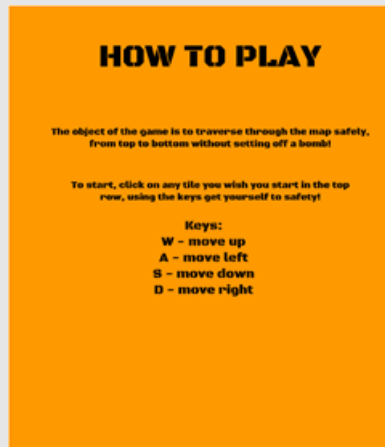 HOW TO PLAY
The object of the game is to traverse through the map safely,
from top to bottom without setting off a bomb!
To start, click on any tile you wish you start in the top
row, using the keys get yourself to safety!
Keys:
W - move up
A - move left
S - move down
D - move right